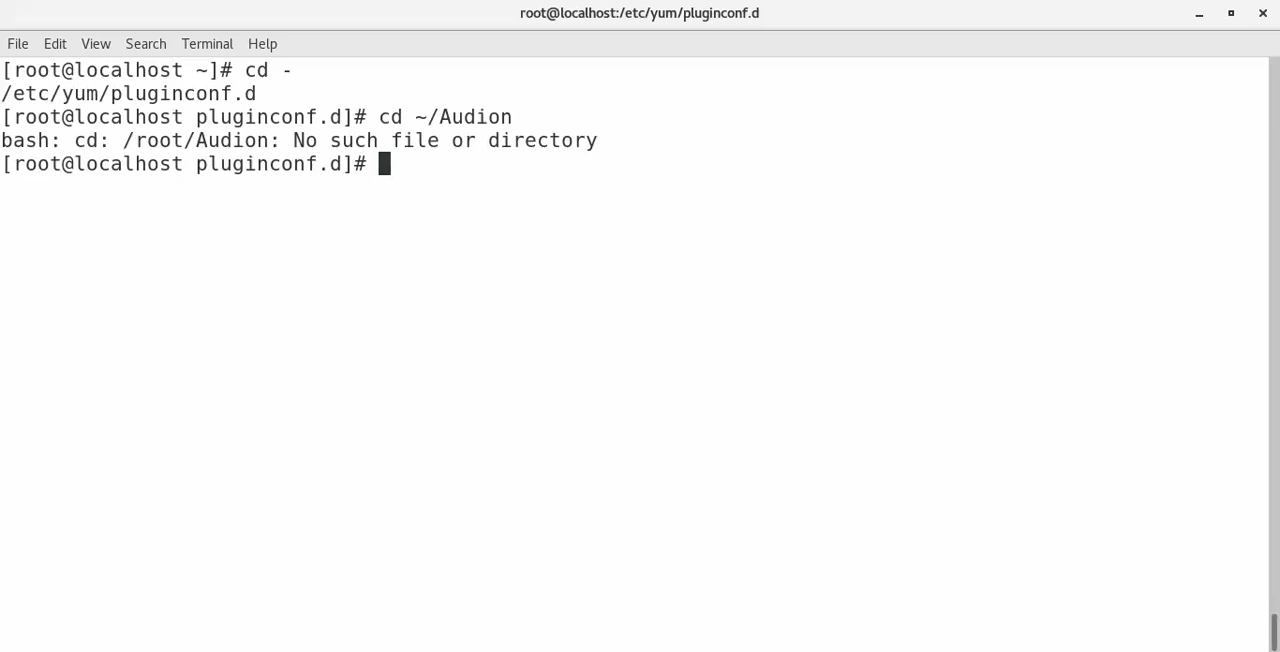 root@localhost:/etc/yum/pluginconf.d
File Edit View Search Terminal Help
[root@localhost ~]# cd -
/etc/yum/pluginconf.d
[root@localhost pluginconf.d]# cd ~/Audion
bash: cd: /root/Audion: No such file or directory
[root@localhost pluginconf.d]#